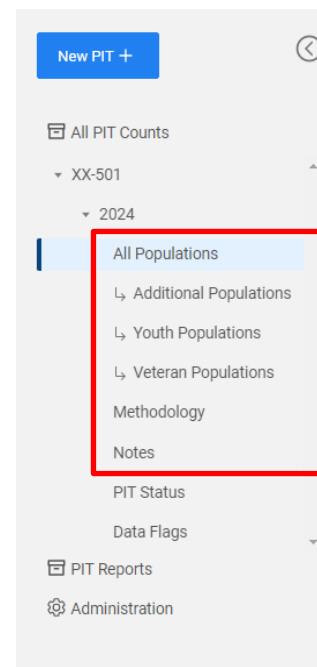 New PIT +
All PIT Counts
XX-501
2024
All Populations
Additional Populations
Youth Populations
Veteran Populations
Methodology
Notes
PIT Status
Data Flags
PIT Reports
Administration